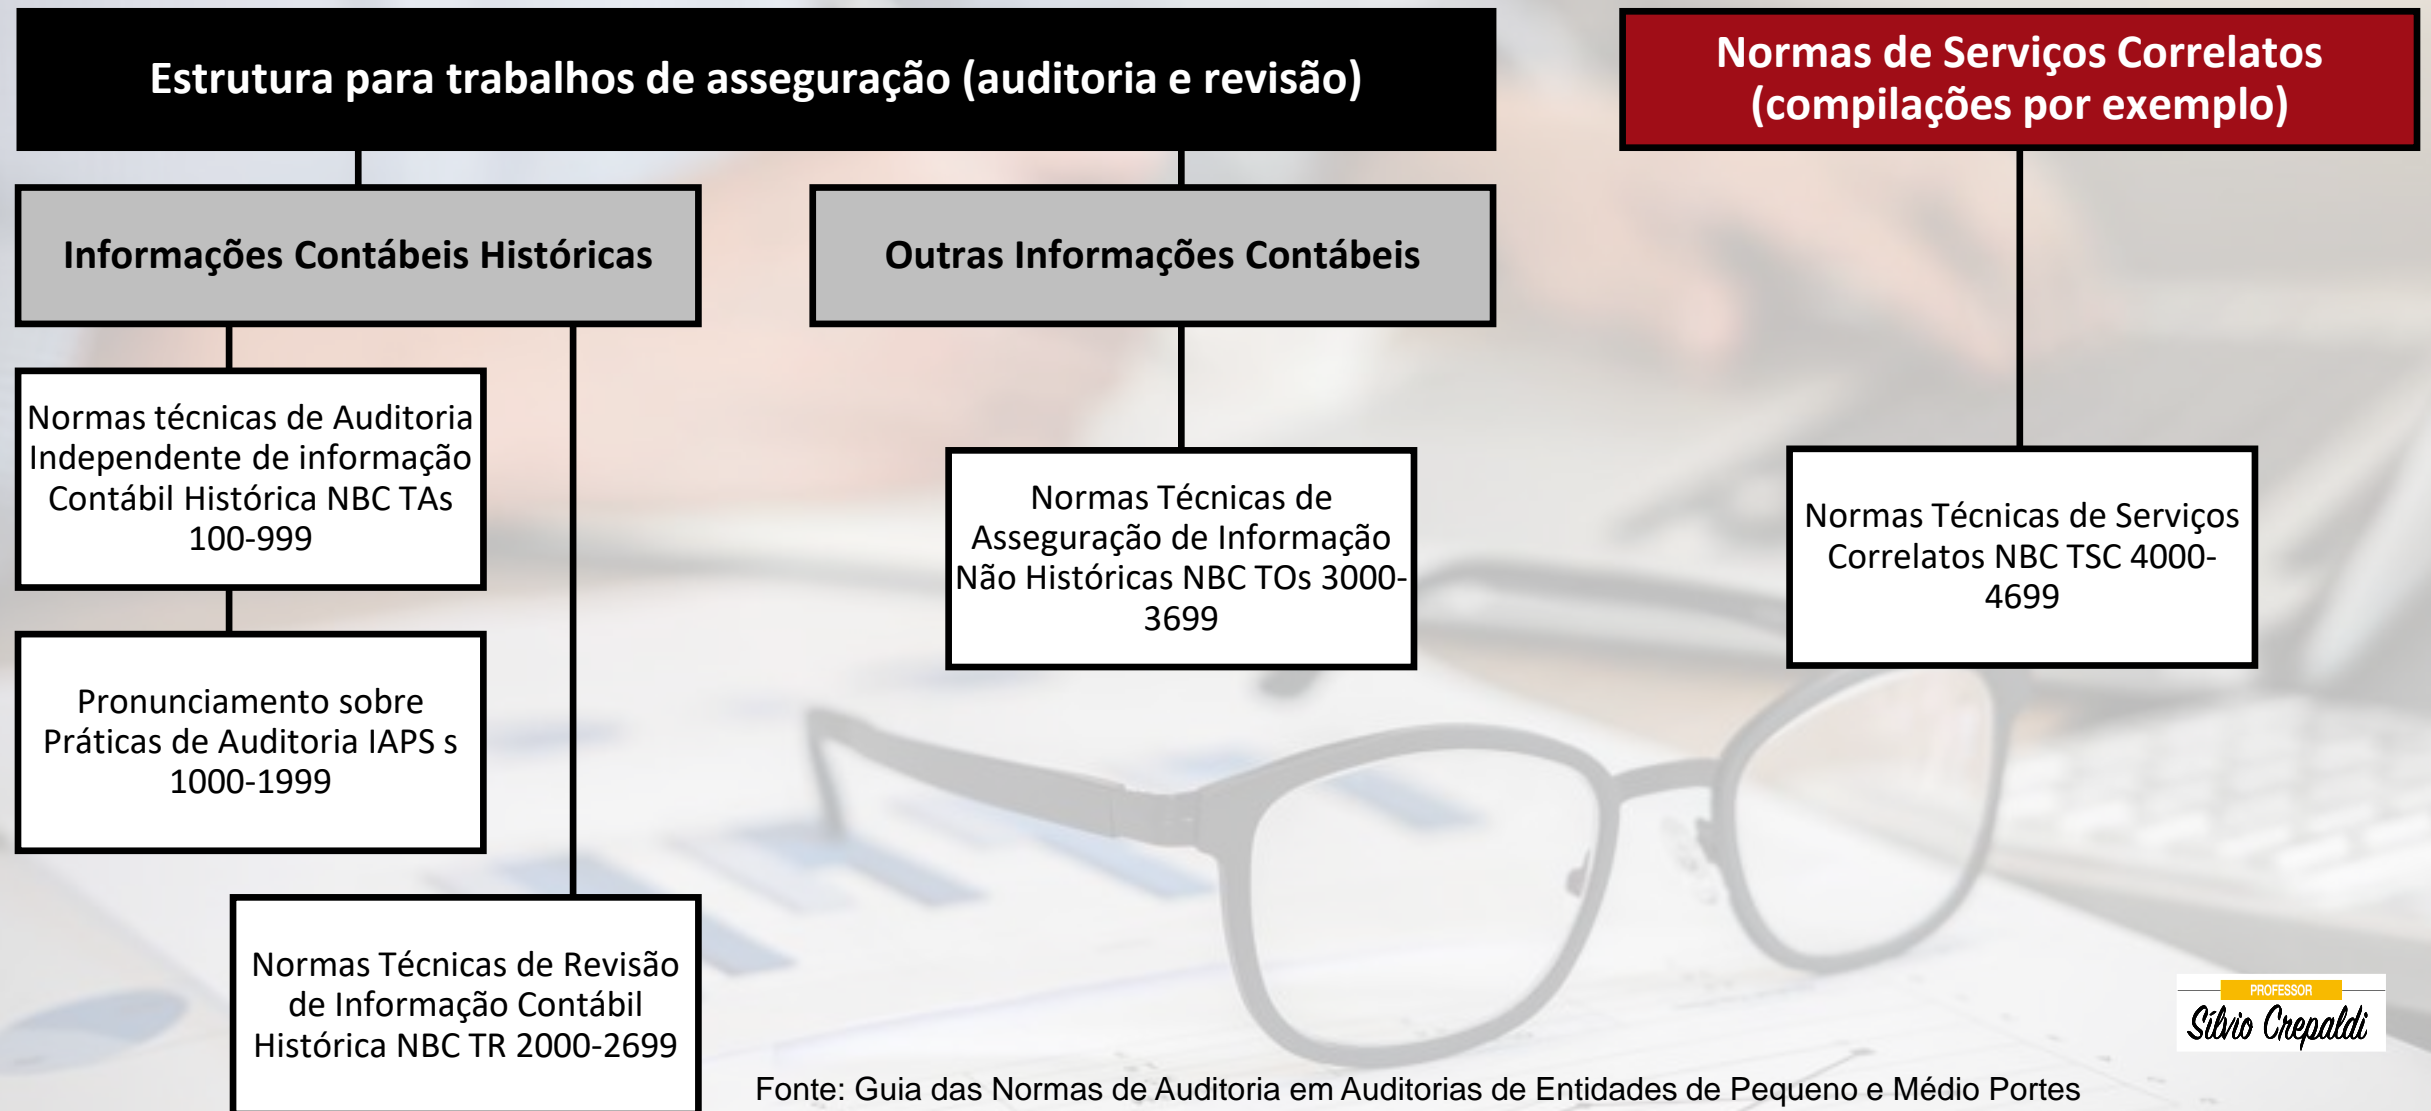 Estrutura para trabalhos de asseguração (auditoria e revisão)
Normas de Serviços Correlatos
(compilações por exemplo)
Informações Contábeis Históricas
Outras Informações Contábeis
Normas técnicas de Auditoria
Independente de informação
Contábil Histórica NBC TAs
100-999
Normas Técnicas de
Asseguração de Informação
Não Históricas NBC TOs 3000-
3699
Normas Técnicas de Serviços
Correlatos NBC TSC 4000-
4699
Pronunciamento sobre
Práticas de Auditoria IAPS s
1000-1999
Normas Técnicas de Revisão
de Informação Contábil
Histórica NBC TR 2000-2699
PROFESSOR
Sílvio Crepaldi
Fonte: Guia das Normas de Auditoria em Auditorias de Entidades de Pequeno e Médio Portes